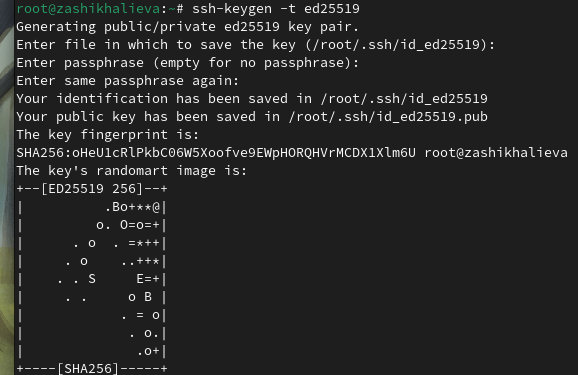 root@zashikhalieva:~# ssh-keygen -t ed25519
Generating public/private ed25519 key pair.
Enter file in which to save the key (/root/.ssh/id_ed25519):
Enter passphrase (empty for no passphrase):
Enter same passphrase again:
Your identification has been saved in /root/.ssh/id_ed25519
Your public key has been saved in /root/.ssh/id_ed25519.pub
The key fingerprint is:
SHA256:oHeU1cRlPkbC06W5Xoofve9EWpHORQHVrMCDX1Xlm6U root@zashikhalieva
The key's randomart image is:
+--[ED25519 256]--+
|          .Bo+**@|
|         o. O=o=+|
|      . o  . =*++|
|     . o    ..++*|
|    . . S     E=+|
|     . .     o B |
|            . = o|
|             . o.|
|              .o+|
+----[SHA256]-----+